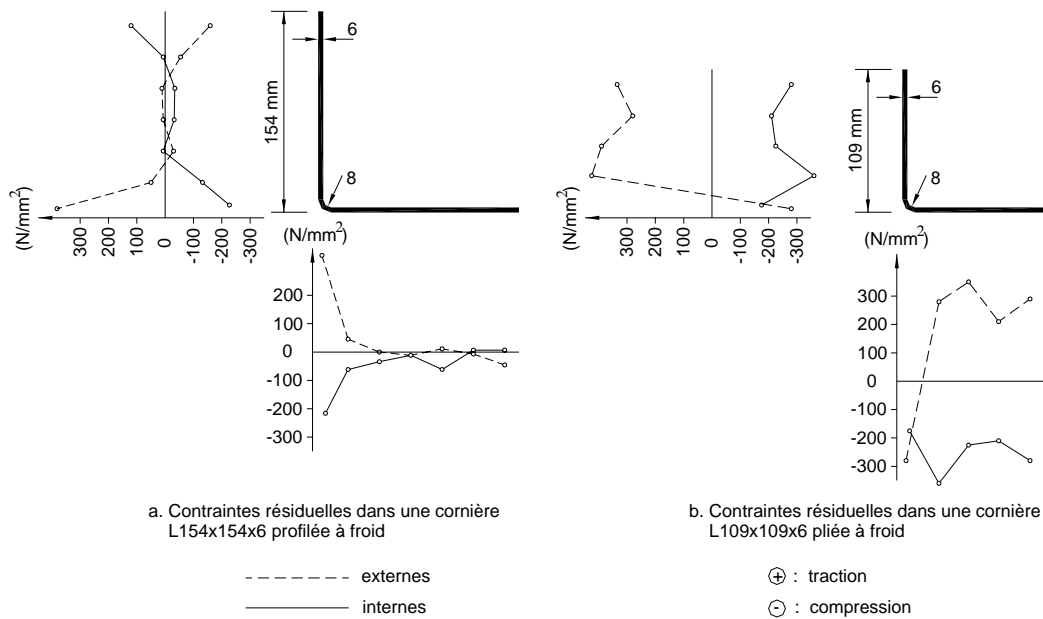 6
154 mm
8
(N/mm²)
300
200
100
0
-100
-200
-300
(N/mm²)
200
100
0
-100
-200
-300
a. Contraintes résiduelles dans une cornière
L154x154x6 profilée à froid
6
109 mm
8
(N/mm²)
300
200
100
0
-100
-200
-300
(N/mm²)
300
200
100
0
-100
-200
-300
b. Contraintes résiduelles dans une cornière
L109x109x6 pliée à froid
externes
internes
+ : traction
- : compression